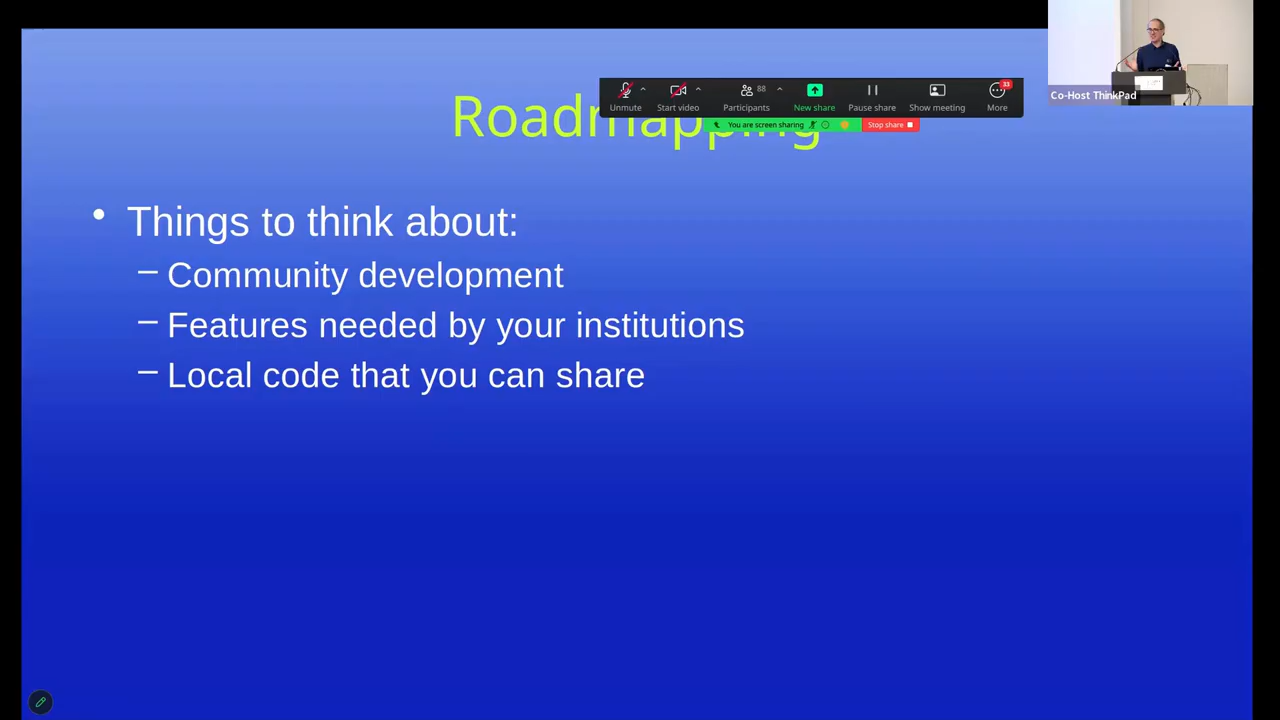 Roadmapping
88
33
Unmute
Start video
Participants
New share
Pause share
Show meeting
More
You are screen sharing
Stop share
Co-Host ThinkPad
• Things to think about:
– Community development
– Features needed by your institutions
– Local code that you can share